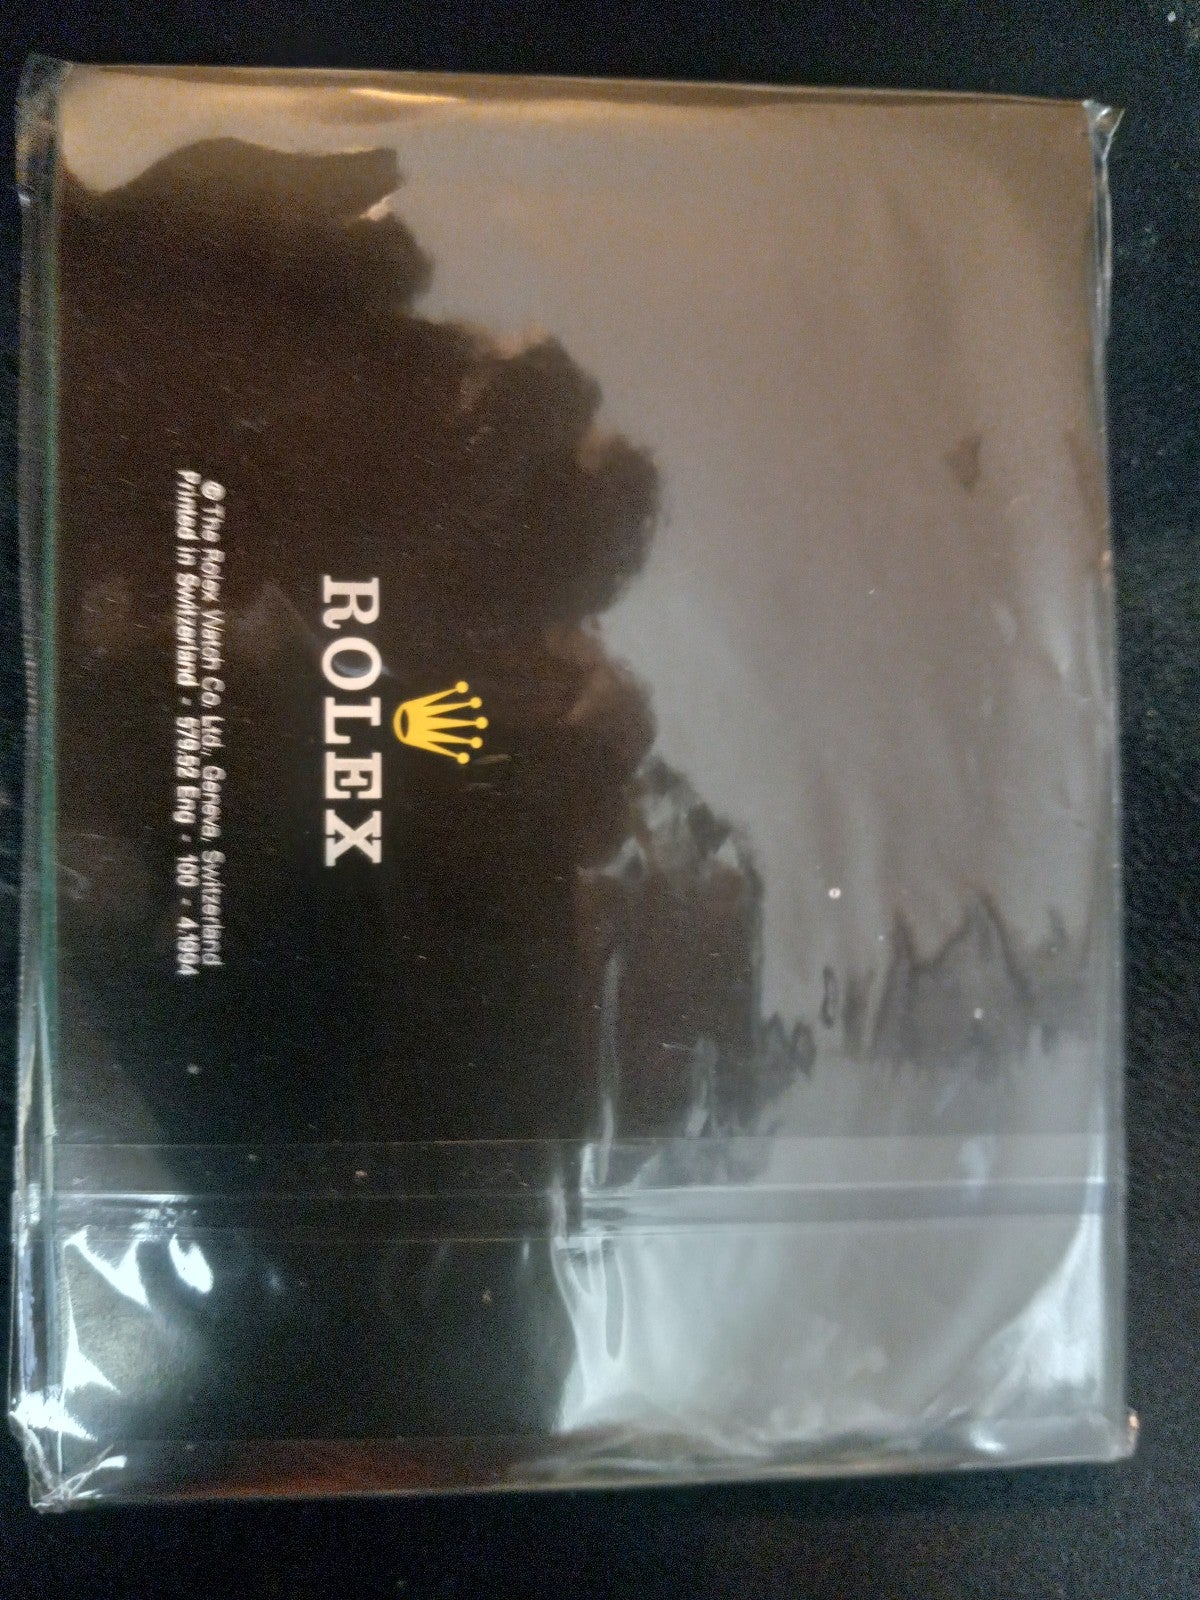 ROLEX
© The Rolex Watch Co. Ltd., Geneva, Switzerland
Printed in Switzerland • 579.52 Eng • 100 • 4.1994